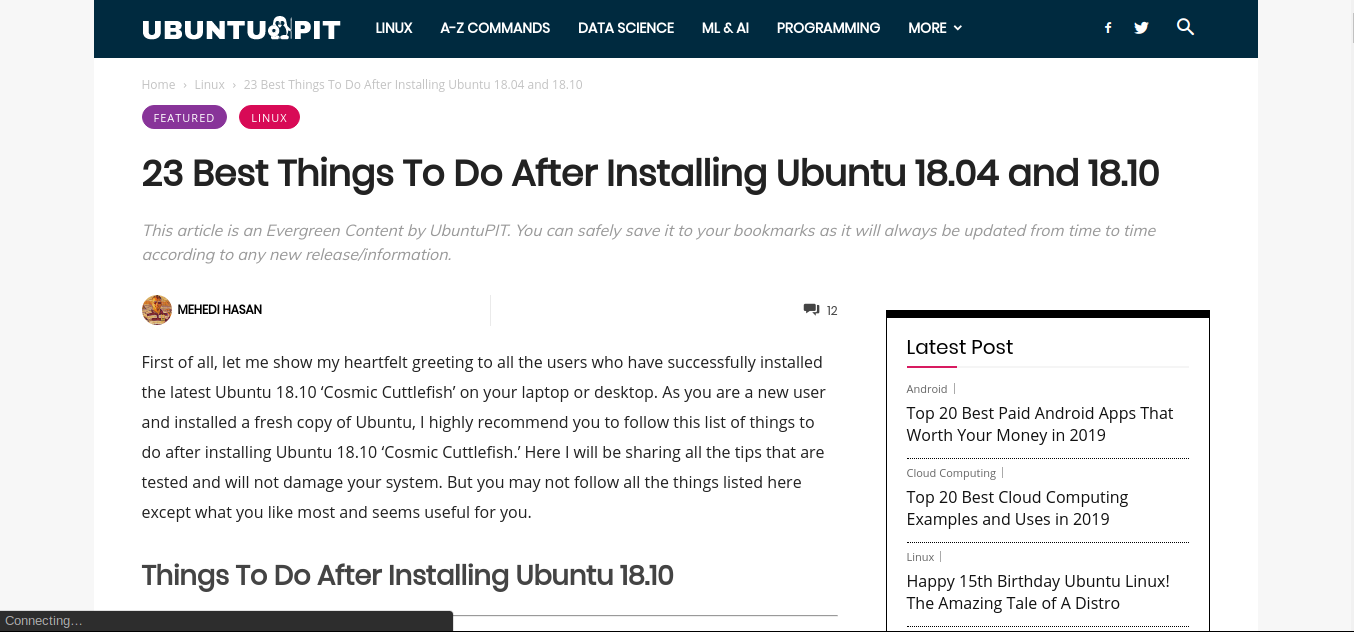 UBUNTUPIT
LINUX A-Z COMMANDS DATA SCIENCE ML & AI PROGRAMMING MORE
Home › Linux › 23 Best Things To Do After Installing Ubuntu 18.04 and 18.10
FEATURED LINUX
23 Best Things To Do After Installing Ubuntu 18.04 and 18.10
This article is an Evergreen Content by UbuntuPIT. You can safely save it to your bookmarks as it will always be updated from time to time
according to any new release/information.
MEHEDI HASAN 12
First of all, let me show my heartfelt greeting to all the users who have successfully installed
the latest Ubuntu 18.10 ‘Cosmic Cuttlefish’ on your laptop or desktop. As you are a new user
and installed a fresh copy of Ubuntu, I highly recommend you to follow this list of things to
do after installing Ubuntu 18.10 ‘Cosmic Cuttlefish.’ Here I will be sharing all the tips that are
tested and will not damage your system. But you may not follow all the things listed here
except what you like most and seems useful for you.
Things To Do After Installing Ubuntu 18.10
Latest Post
Android
Top 20 Best Paid Android Apps That
Worth Your Money in 2019
Cloud Computing
Top 20 Best Cloud Computing
Examples and Uses in 2019
Linux
Happy 15th Birthday Ubuntu Linux!
The Amazing Tale of A Distro
Connecting…